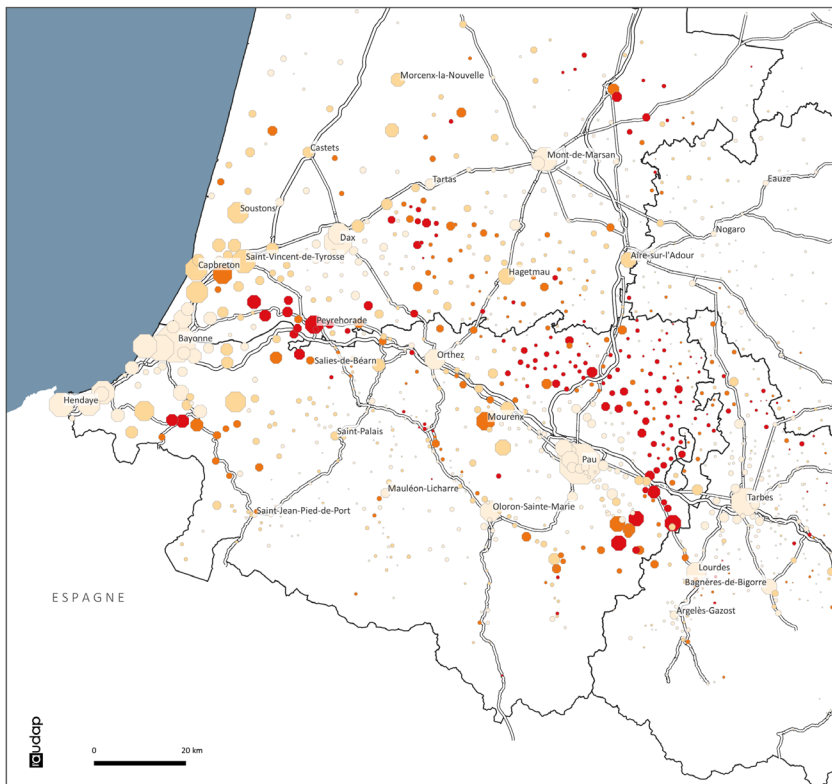 Morcenx-la-Nouvelle
Castets
Mont-de-Marsan
Tartas
Eauze
Soustons
Dax
Nogaro
Saint-Vincent-de-Tyrosse
Capbreton
Aire-sur-l'Adour
Hagetmau
Peyrehorade
Bayonne
Salies-de-Béarn
Orthez
Hendaye
Mourenx
Saint-Palais
Pau
Mauléon-Licharre
Tarbes
Saint-Jean-Pied-de-Port
Oloron-Sainte-Marie
Lourdes
Bagnères-de-Bigorre
ESPAGNE
Argelès-Gazost
audap
0 20 km